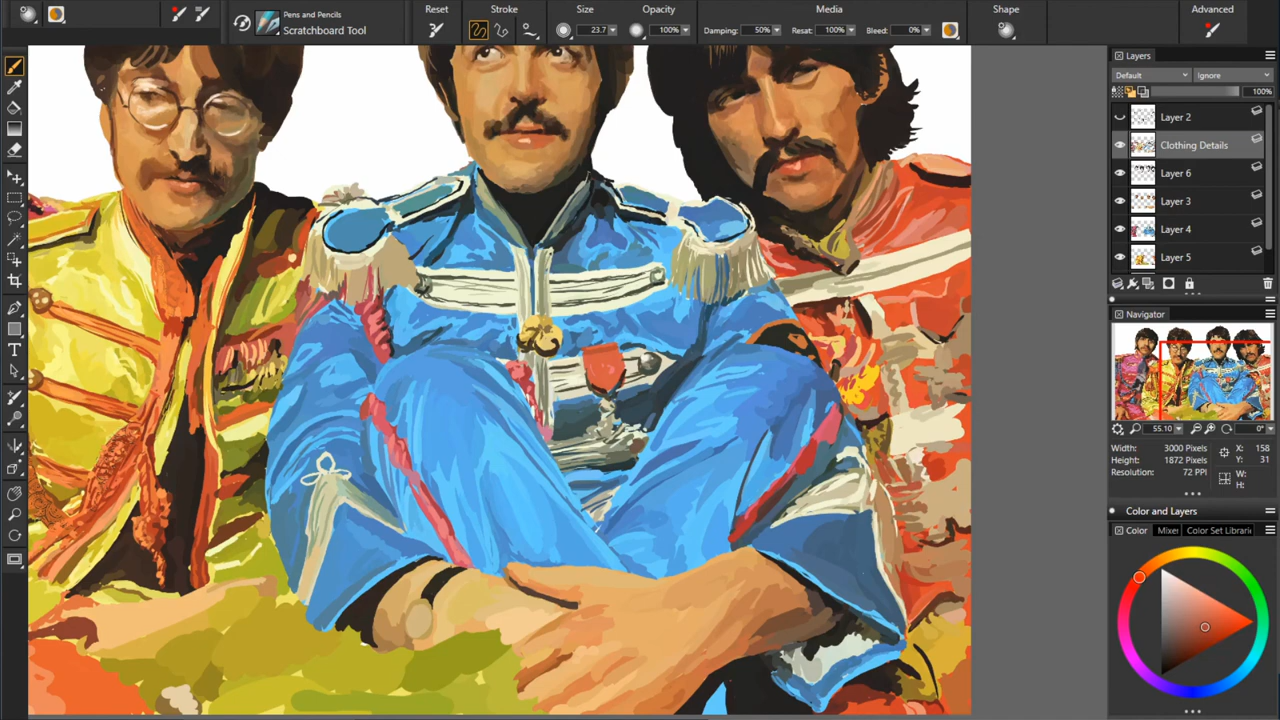 Pens and Pencils
Scratchboard Tool
Reset
Stroke
Size
23.7
Opacity
100%
Media
Damping: 50%
Resat: 100%
Bleed: 0%
Shape
Advanced
Layers
Default
Ignore
100%
Layer 2
Clothing Details
Layer 6
Layer 3
Layer 4
Layer 5
Navigator
55.10
0°
Width: 3000 Pixels
Height: 1872 Pixels
Resolution: 72 PPI
X: 158
Y: 31
W:
H:
Color and Layers
Color
Mixer
Color Set Librari